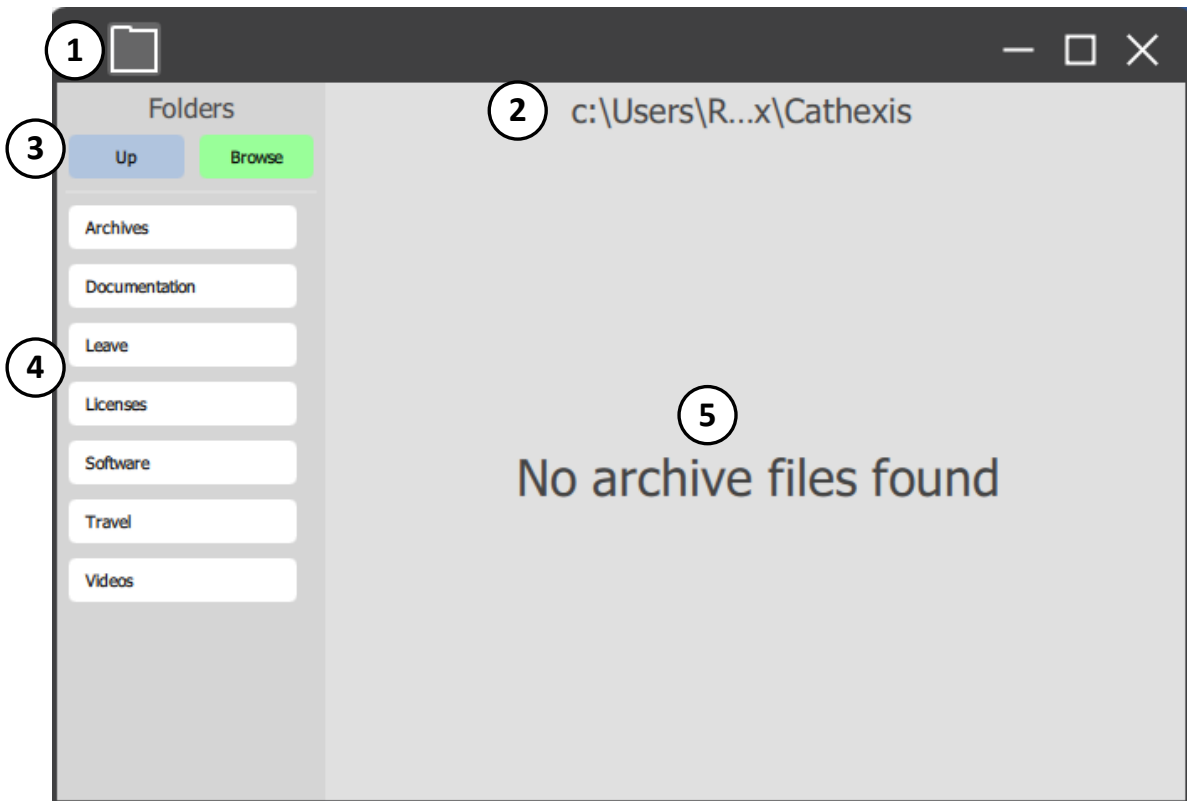 1
Folders
2 c:\Users\R...x\Cathexis
3 Up Browse
Archives
Documentation
4 Leave
Licenses
5
Software
No archive files found
Travel
Videos